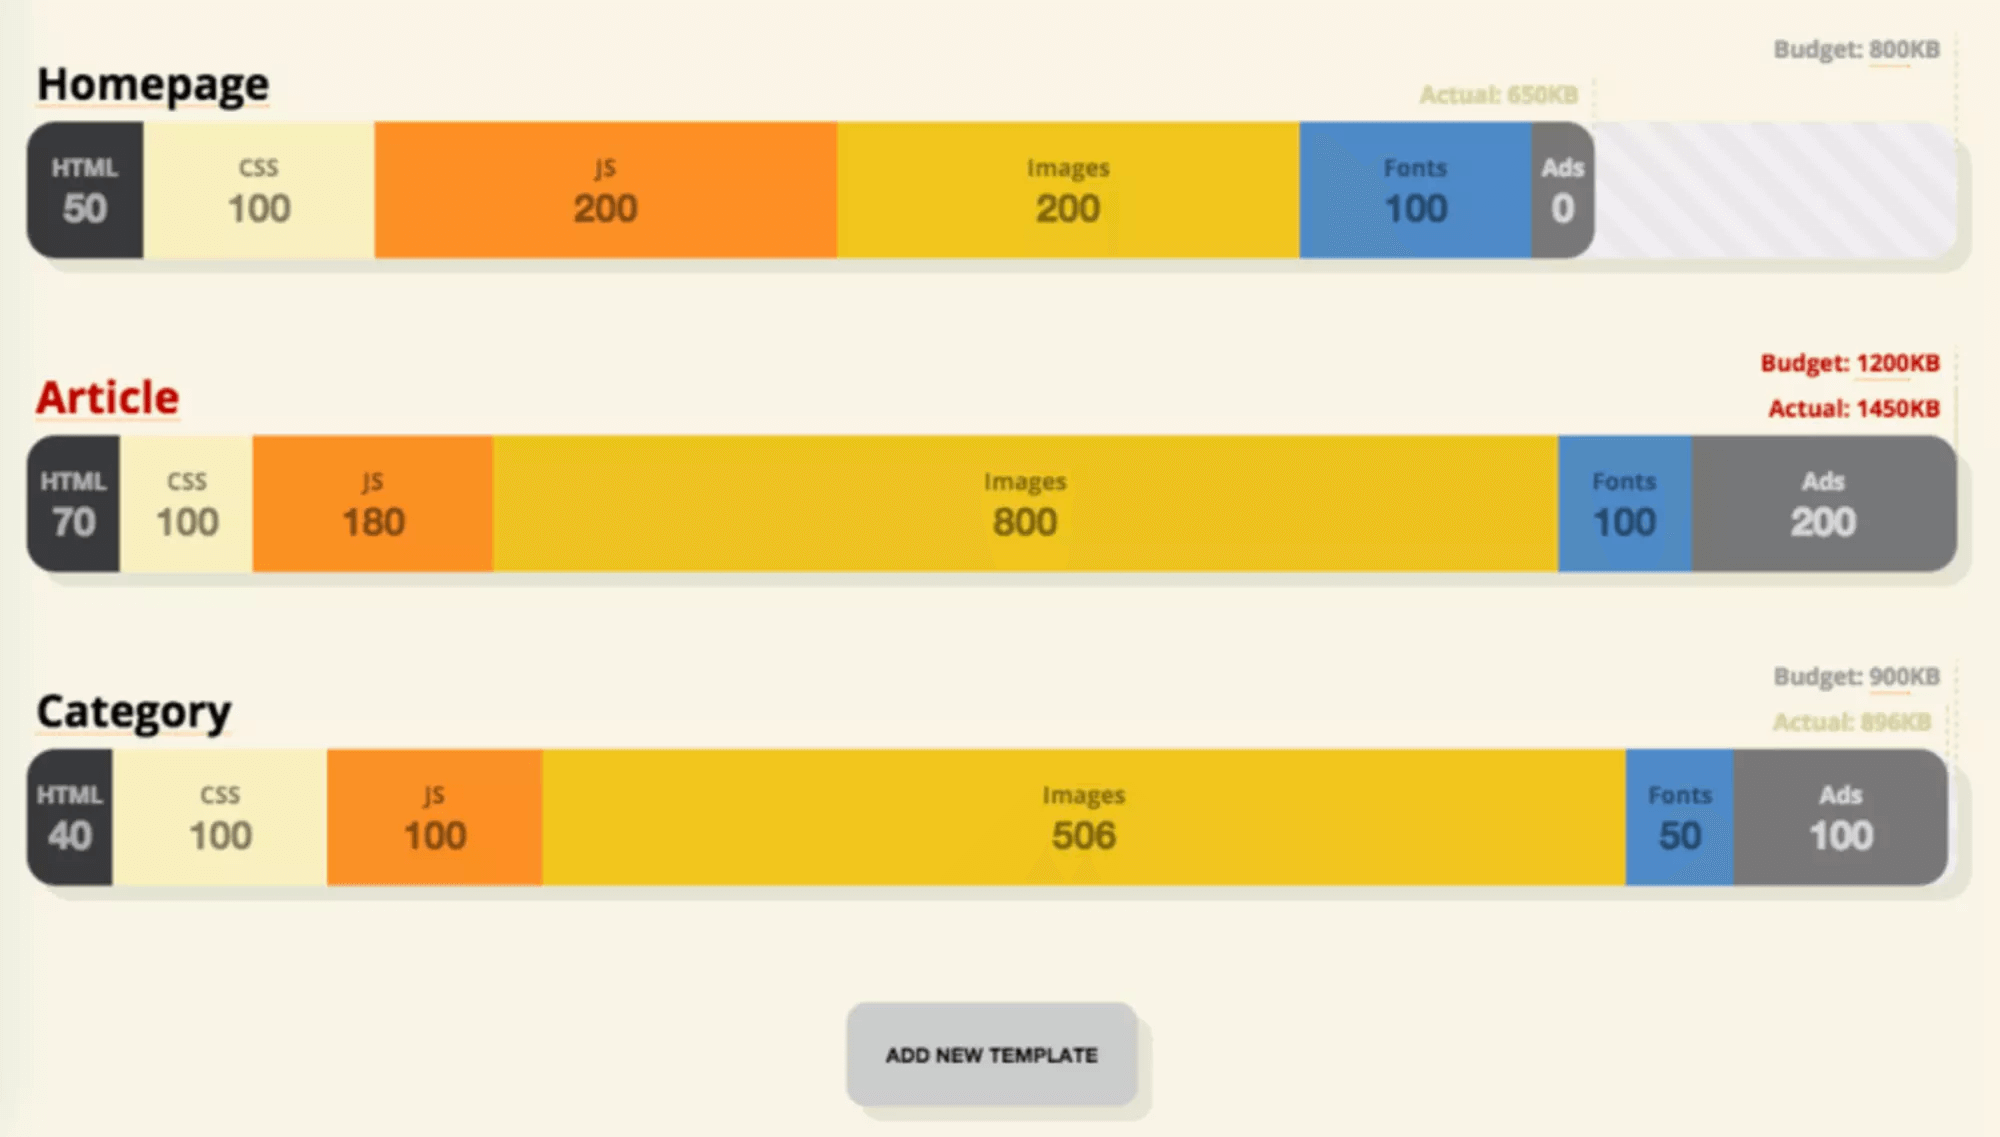 Budget: 800KB
Homepage
Actual: 650KB
HTML CSS JS Images Fonts Ads
50 100 200 200 100 0
Budget: 1200KB
Article
Actual: 1450KB
HTML CSS JS Images Fonts Ads
70 100 180 800 100 200
Budget: 900KB
Category
Actual: 896KB
HTML CSS JS Images Fonts Ads
40 100 100 506 50 100
ADD NEW TEMPLATE